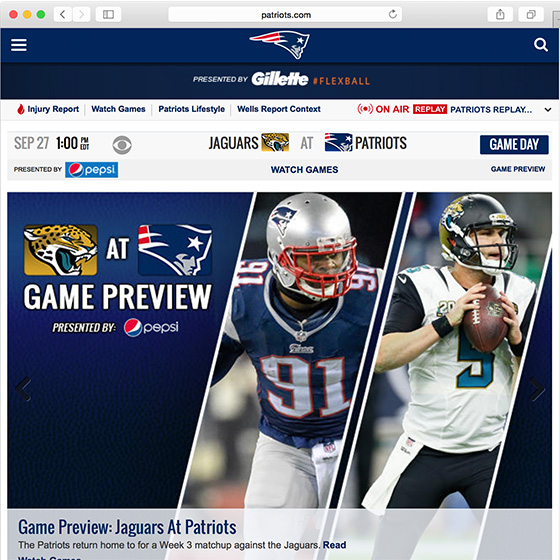 patriots.com
PRESENTED BY Gillette #FLEXBALL
Injury Report Watch Games Patriots Lifestyle Wells Report Context ON AIR REPLAY PATRIOTS REPLAY...
SEP 27 1:00 PM EDT JAGUARS AT PATRIOTS GAME DAY
PRESENTED BY pepsi WATCH GAMES GAME PREVIEW
AT
GAME PREVIEW
PRESENTED BY: pepsi
91
91
5
Game Preview: Jaguars At Patriots
The Patriots return home to for a Week 3 matchup against the Jaguars. Read
Watch Games